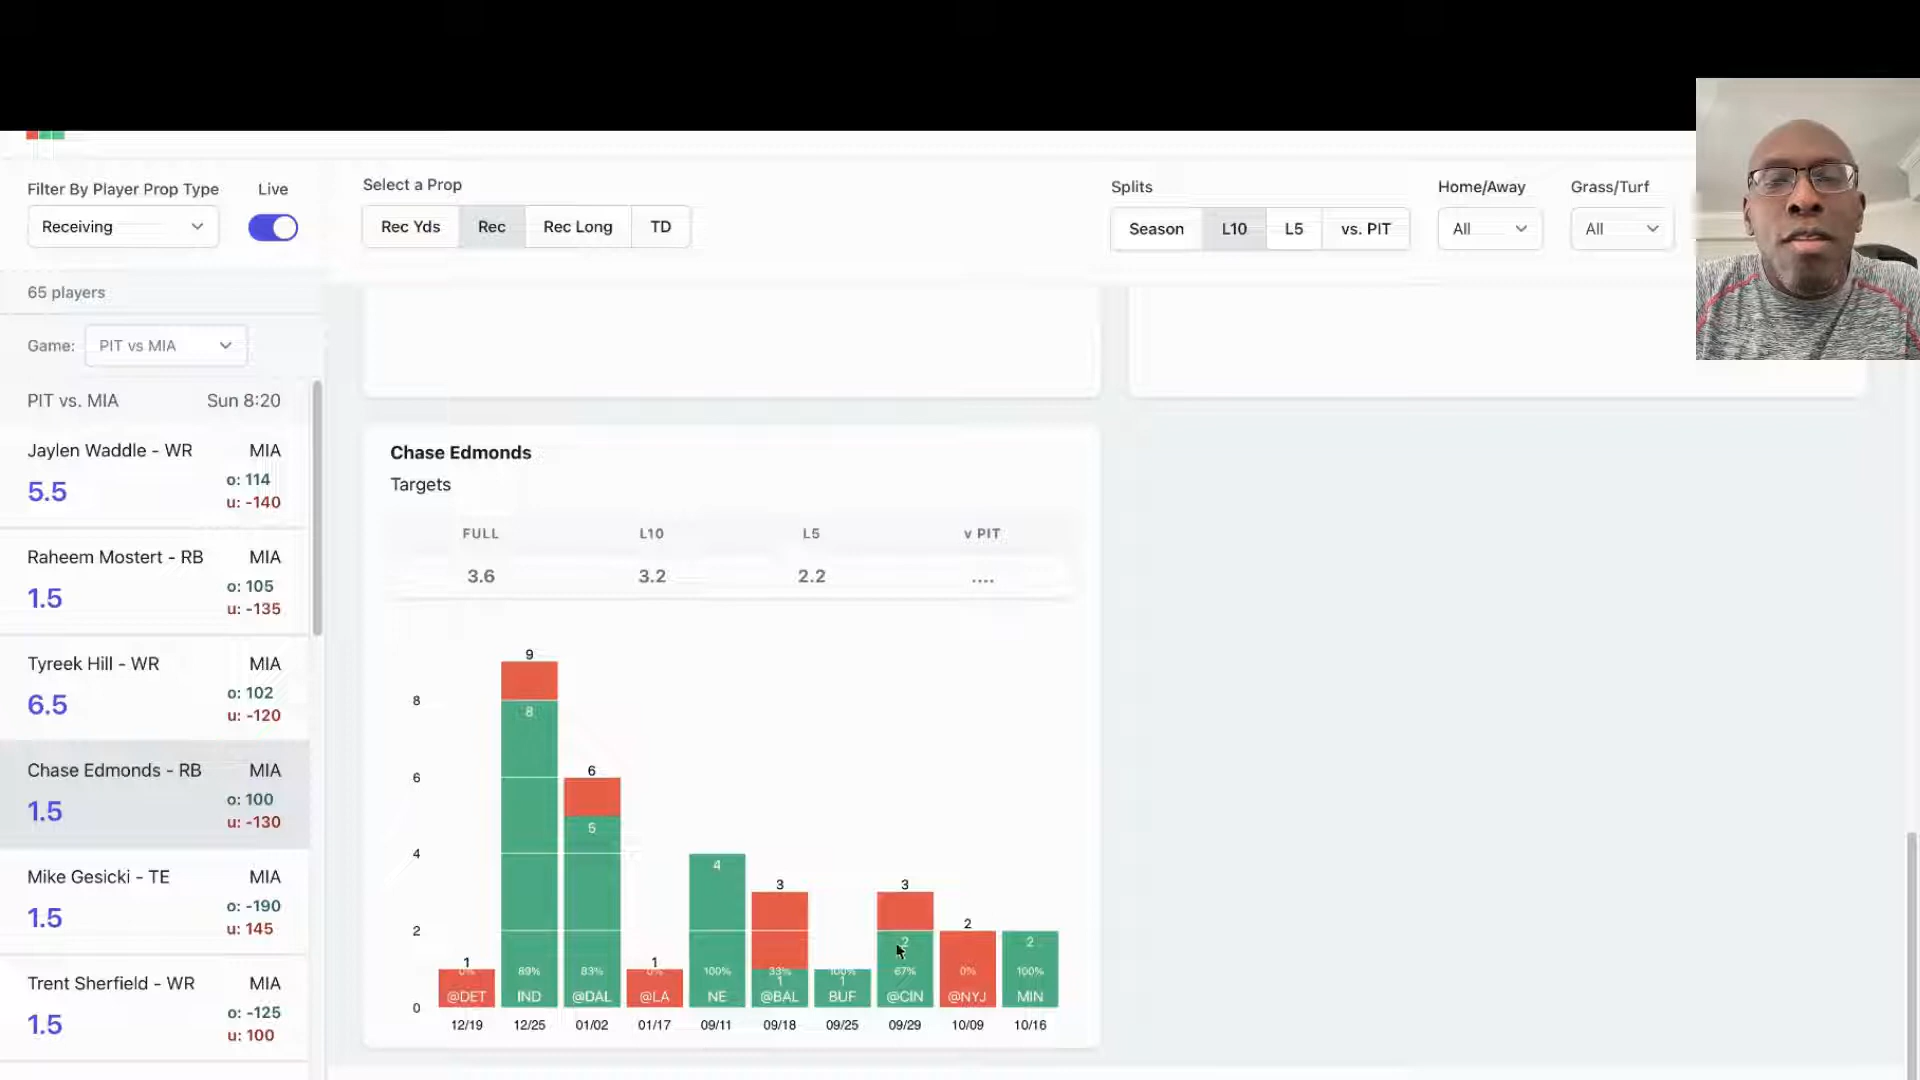 Filter By Player Prop Type
Live
Receiving
Select a Prop
Rec Yds
Rec
Rec Long
TD
Splits
Season
L10
L5
vs. PIT
Home/Away
All
Grass/Turf
All
65 players
Game:
PIT vs MIA
PIT vs. MIA
Sun 8:20
Jaylen Waddle - WR
MIA
5.5
o: 114
u: -140
Raheem Mostert - RB
MIA
1.5
o: 105
u: -135
Tyreek Hill - WR
MIA
6.5
o: 102
u: -120
Chase Edmonds - RB
MIA
1.5
o: 100
u: -130
Mike Gesicki - TE
MIA
1.5
o: -190
u: 145
Trent Sherfield - WR
MIA
1.5
o: -125
u: 100
Chase Edmonds
Targets
FULL L10 L5 v PIT
3.6 3.2 2.2 ....
9
8
8
6
6
5
4
4
3
3
2
2
2
2
1
1
1
1
0% 89% 83% 0% 100% 33% 100% 67% 0% 100%
@DET IND @DAL @LA NE @BAL BUF @CIN @NYJ MIN
0
12/19 12/25 01/02 01/17 09/11 09/18 09/25 09/29 10/09 10/16